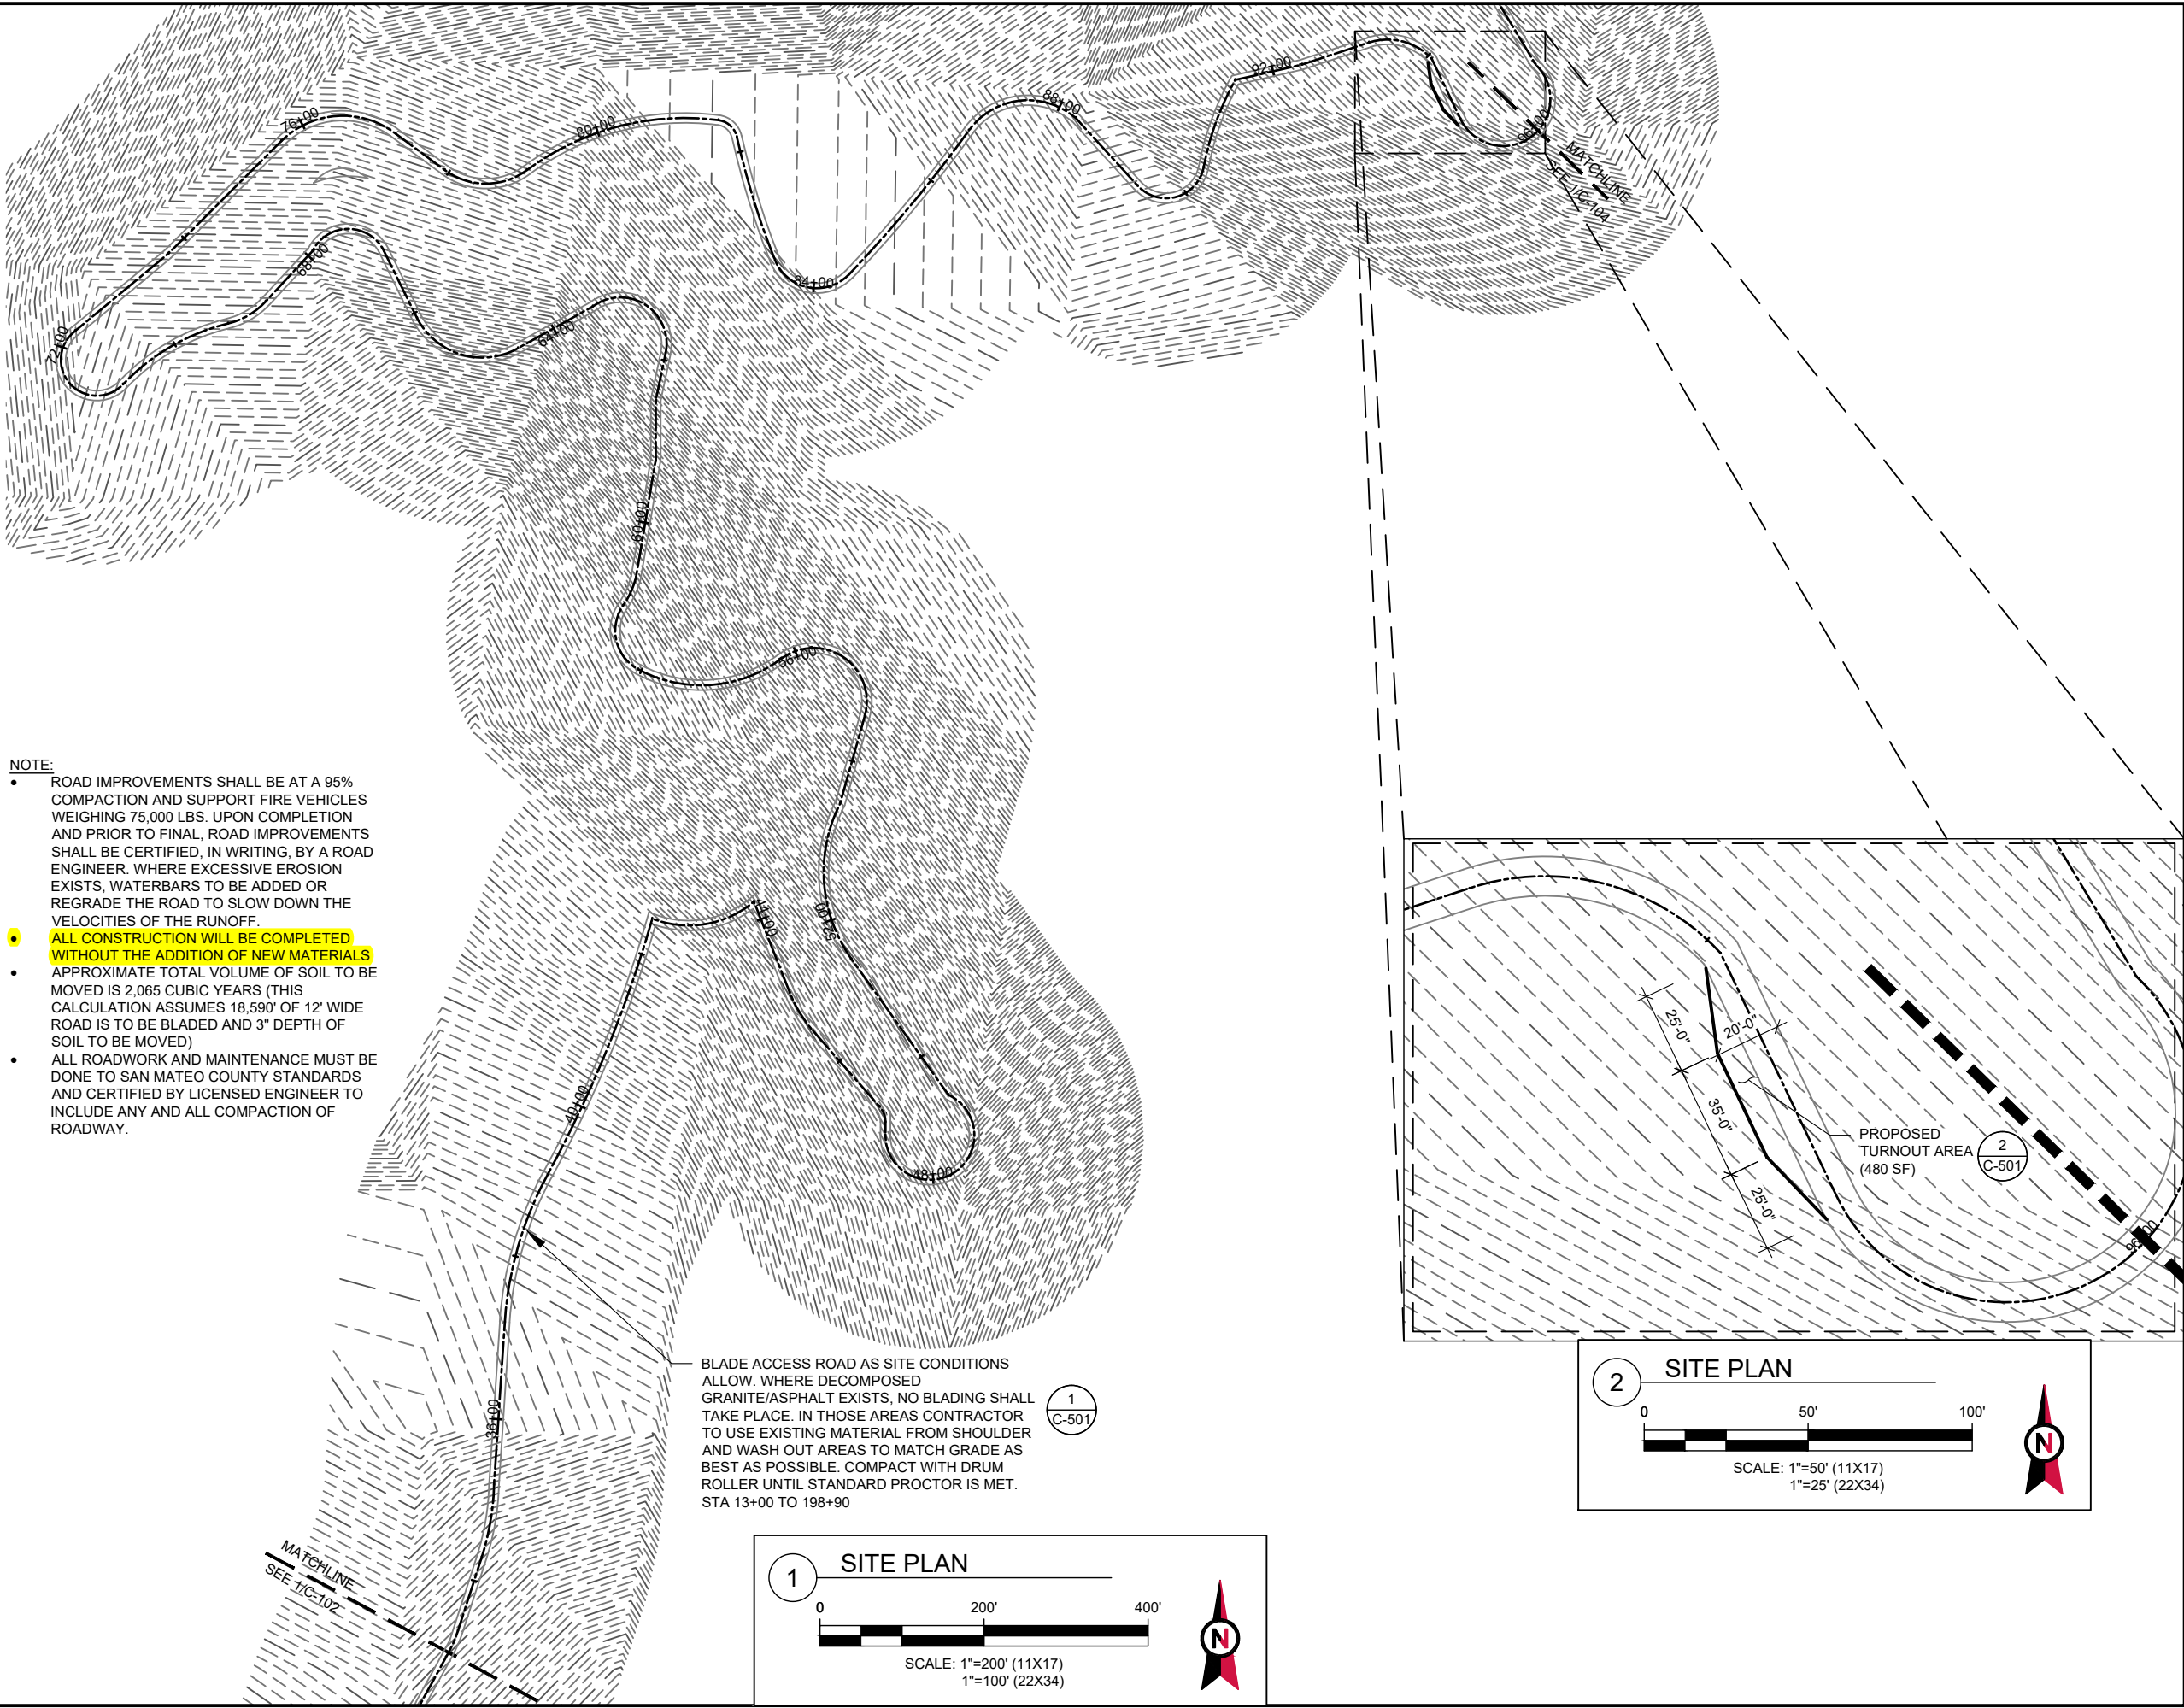 92+00
88+00
76+00
80+00
96+00
MATCHLINE
SEE 1/C-104
68+00
84+00
72+00
64+00
60+00
56+00
NOTE:
• ROAD IMPROVEMENTS SHALL BE AT A 95%
COMPACTION AND SUPPORT FIRE VEHICLES
WEIGHING 75,000 LBS. UPON COMPLETION
AND PRIOR TO FINAL, ROAD IMPROVEMENTS
SHALL BE CERTIFIED, IN WRITING, BY A ROAD
ENGINEER. WHERE EXCESSIVE EROSION
EXISTS, WATERBARS TO BE ADDED OR
REGRADE THE ROAD TO SLOW DOWN THE
VELOCITIES OF THE RUNOFF.
• ALL CONSTRUCTION WILL BE COMPLETED
WITHOUT THE ADDITION OF NEW MATERIALS
• APPROXIMATE TOTAL VOLUME OF SOIL TO BE
MOVED IS 2,065 CUBIC YEARS (THIS
CALCULATION ASSUMES 18,590' OF 12' WIDE
ROAD IS TO BE BLADED AND 3" DEPTH OF
SOIL TO BE MOVED)
• ALL ROADWORK AND MAINTENANCE MUST BE
DONE TO SAN MATEO COUNTY STANDARDS
AND CERTIFIED BY LICENSED ENGINEER TO
INCLUDE ANY AND ALL COMPACTION OF
ROADWAY.
44+00
52+00
40+00
48+00
36+00
25'-0"
20'-0"
35'-0"
25'-0"
PROPOSED
TURNOUT AREA
(480 SF)
2
C-501
96+00
BLADE ACCESS ROAD AS SITE CONDITIONS
ALLOW. WHERE DECOMPOSED
GRANITE/ASPHALT EXISTS, NO BLADING SHALL
TAKE PLACE. IN THOSE AREAS CONTRACTOR
TO USE EXISTING MATERIAL FROM SHOULDER
AND WASH OUT AREAS TO MATCH GRADE AS
BEST AS POSSIBLE. COMPACT WITH DRUM
ROLLER UNTIL STANDARD PROCTOR IS MET.
STA 13+00 TO 198+90
1
C-501
2 SITE PLAN
0 50' 100'
SCALE: 1"=50' (11X17)
1"=25' (22X34)
N
MATCHLINE
SEE 1/C-102
1 SITE PLAN
0 200' 400'
SCALE: 1"=200' (11X17)
1"=100' (22X34)
N